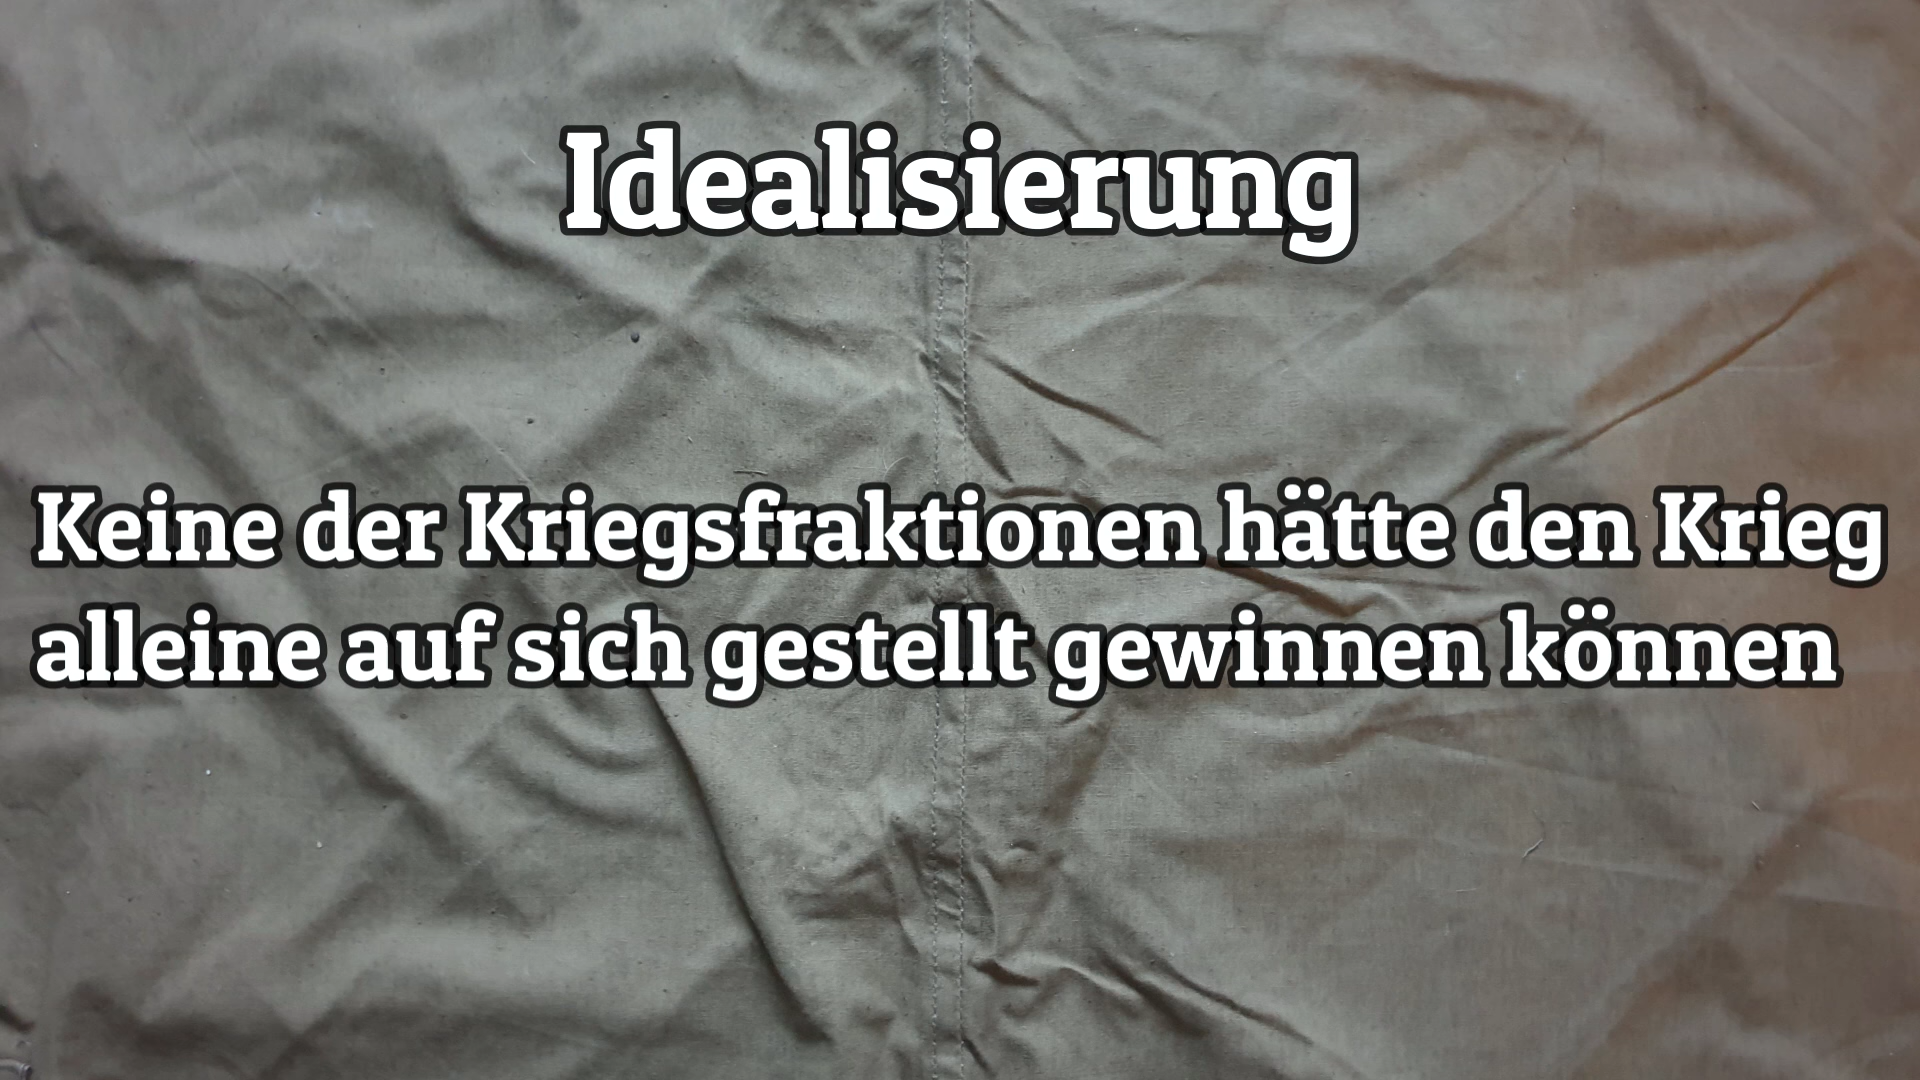 Idealisierung
Keine der Kriegsfraktionen hätte den Krieg
alleine auf sich gestellt gewinnen können